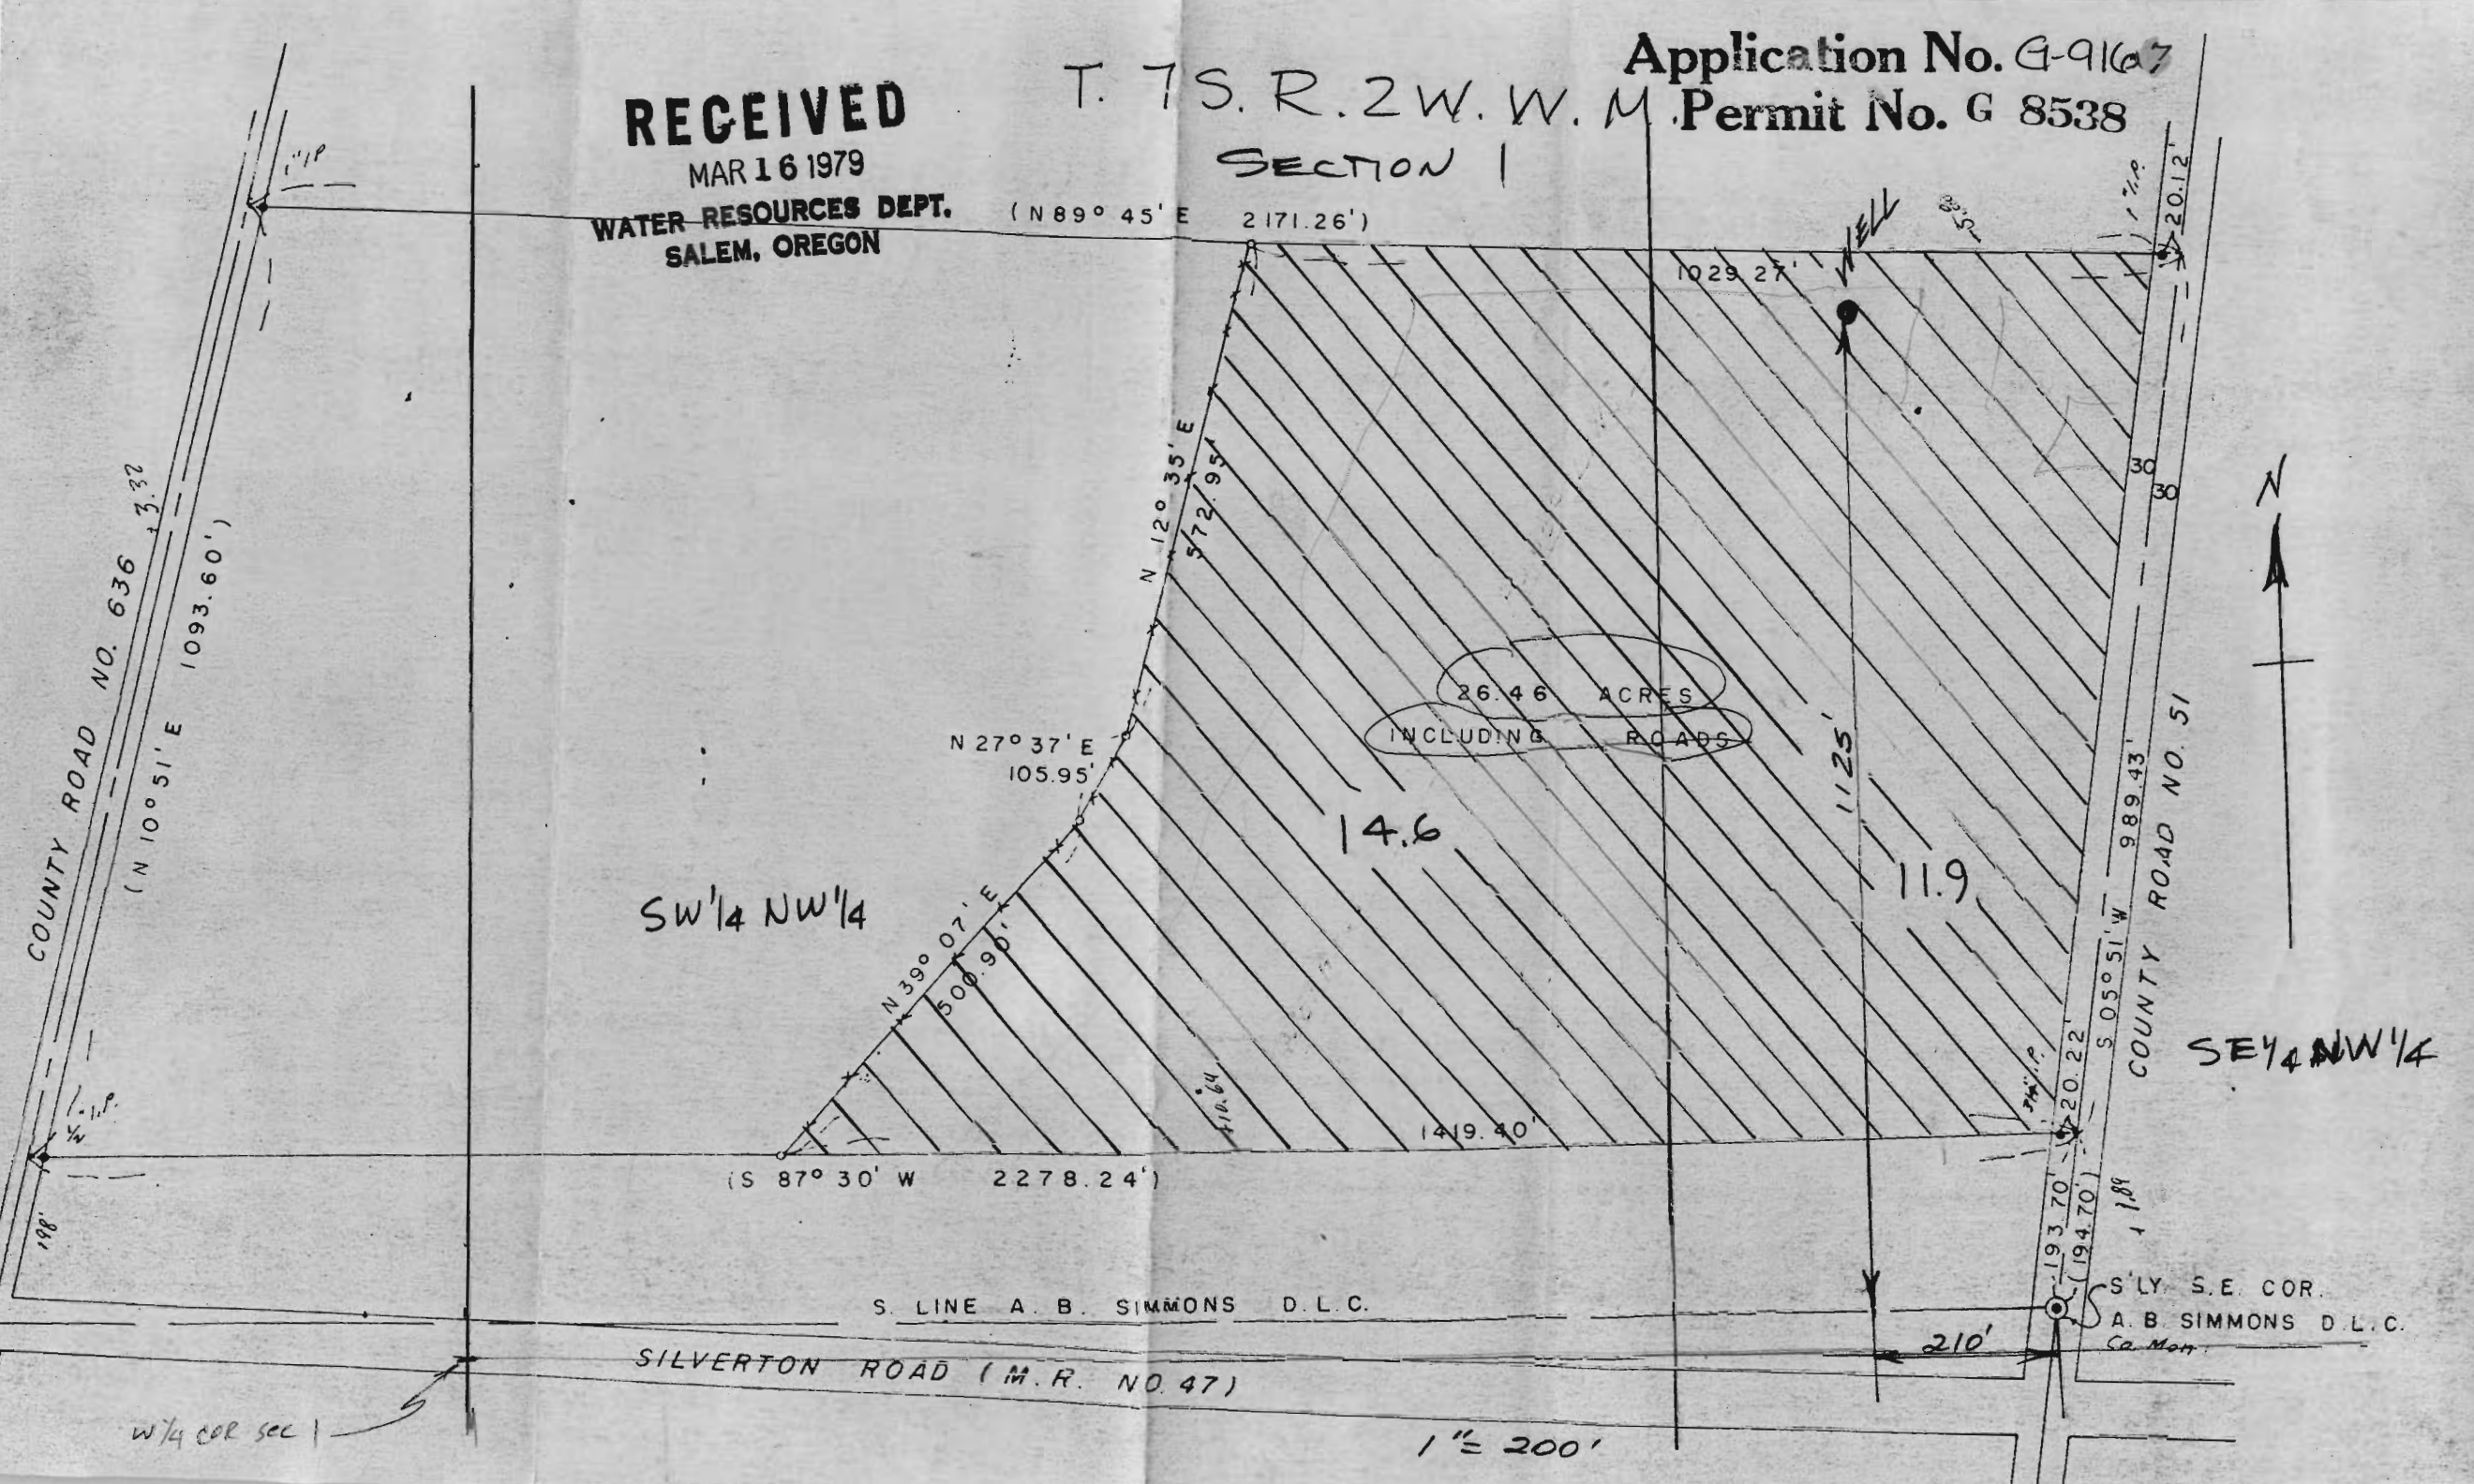 Application No. G-9167
Permit No. G 8538
T. 7 S. R. 2 W. W. M.
SECTION 1
RECEIVED
MAR 16 1979
WATER RESOURCES DEPT.
SALEM, OREGON
(N 89° 45' E 2171.26')
1" I.P.
20.12'
WELL
1029.27'
COUNTY ROAD NO. 636
(N 10° 51' E 1093.60')
N 12° 35' E
572.95'
30
30
N
26.46 ACRES
INCLUDING ROADS
N 27° 37' E
105.95'
1125'
14.6
11.9
989.43'
S 05° 51' W
COUNTY ROAD NO. 51
SW 1/4 NW 1/4
N 39° 07' E
500.90'
SE 1/4 NW 1/4
20.22'
1419.40'
(S 87° 30' W 2278.24')
198'
193.70'
(194.70')
S. LINE A. B. SIMMONS D.L.C.
S'LY S.E. COR.
A. B. SIMMONS D.L.C.
Co. Mon.
210'
SILVERTON ROAD (M.R. NO. 47)
W 1/4 COR SEC 1
1" = 200'